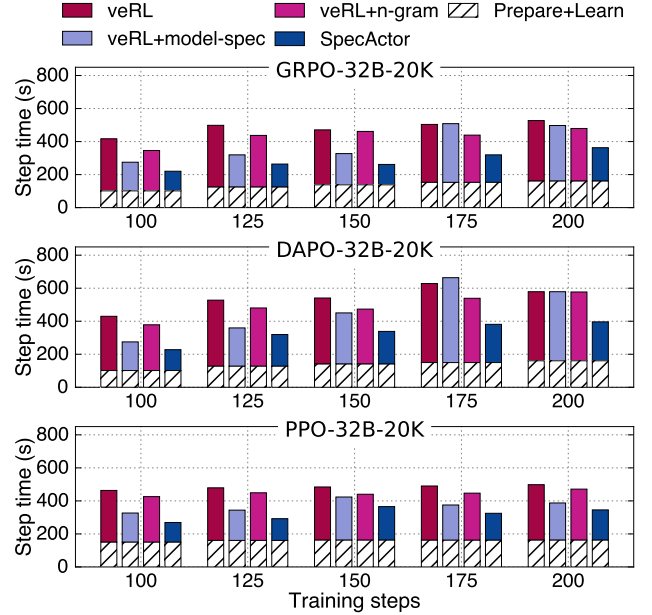 veRL veRL+n-gram Prepare+Learn
veRL+model-spec SpecActor
GRPO-32B-20K
Step time (s)
800
600
400
200
0
100 125 150 175 200
DAPO-32B-20K
Step time (s)
800
600
400
200
0
100 125 150 175 200
PPO-32B-20K
Step time (s)
800
600
400
200
0
100 125 150 175 200
Training steps